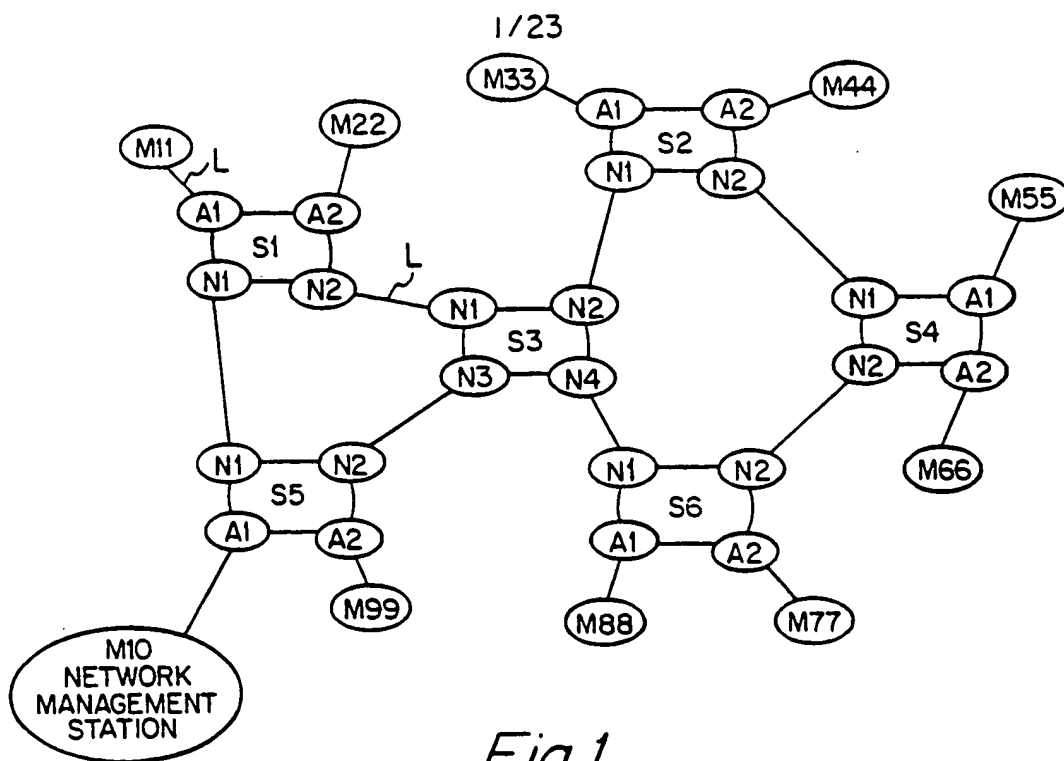 1/23
M33
M44
A1
A2
S2
N1
N2
M11
L
M22
A1
A2
S1
N1
N2
L
M55
N1
A1
S4
N2
A2
M66
N1
N2
S3
N3
N4
N1
N2
S5
A1
A2
M99
N1
N2
S6
A1
A2
M88
M77
M10
NETWORK
MANAGEMENT
STATION
Fig.1